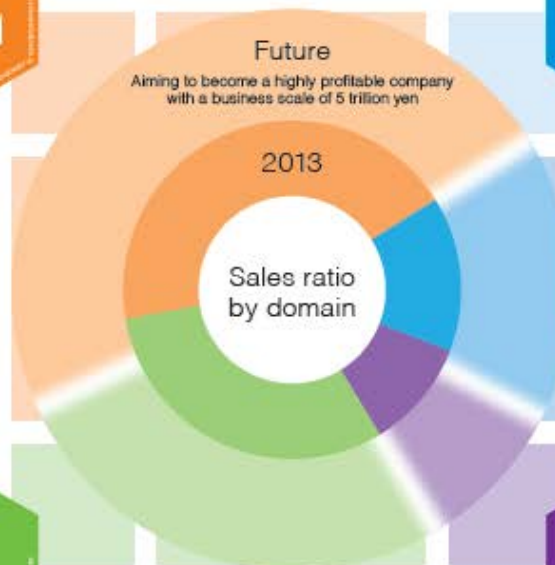 Future
Aiming to become a highly profitable company
with a business scale of 5 trillion yen
2013
Sales ratio
by domain